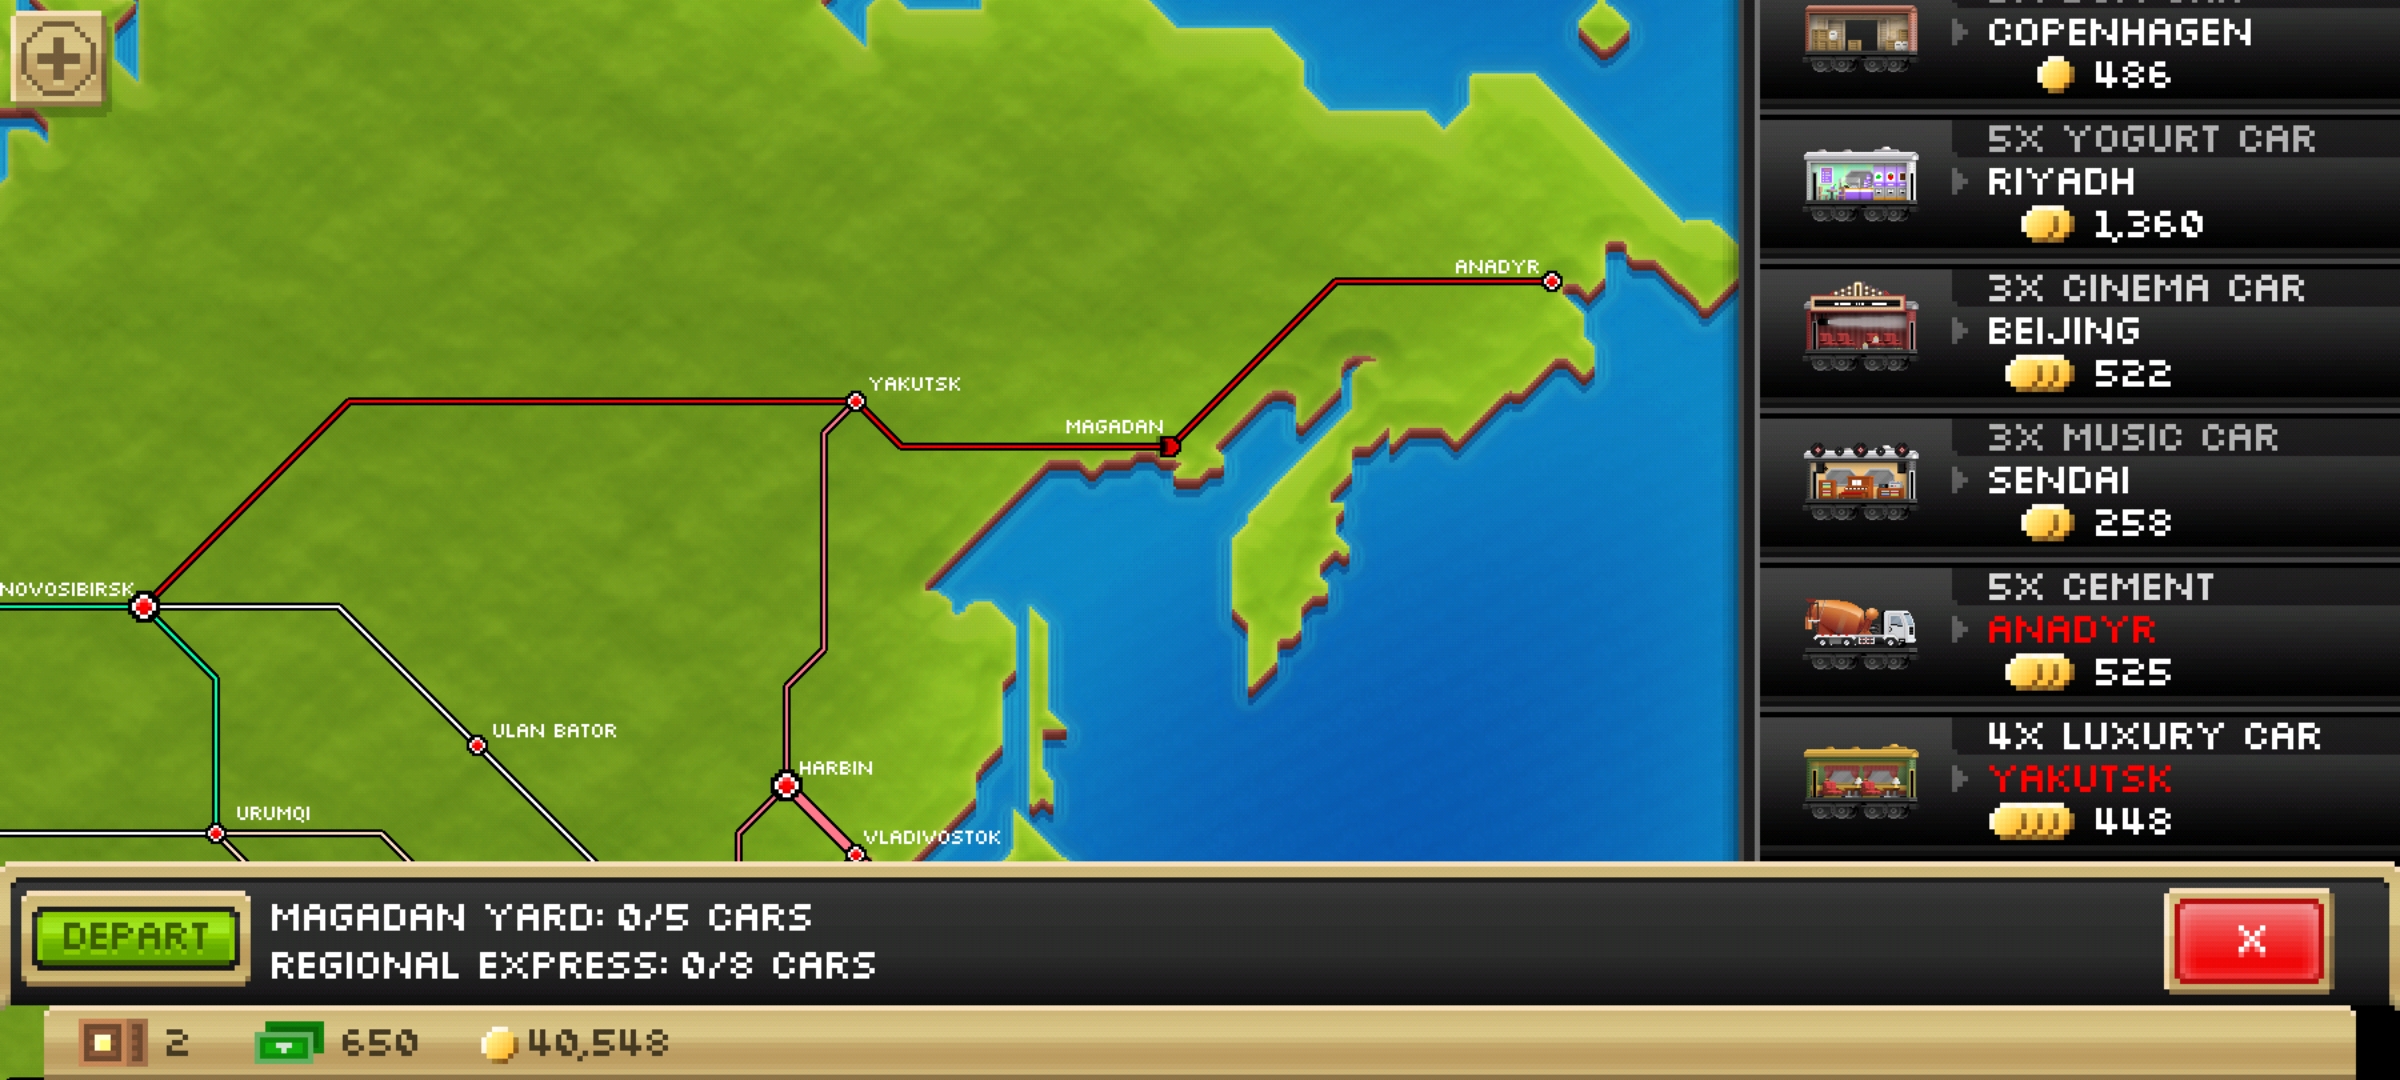 COPENHAGEN
486
5X YOGURT CAR
RIYADH
1,360
3X CINEMA CAR
BEIJING
522
3X MUSIC CAR
SENDAI
258
5X CEMENT
ANADYR
525
4X LUXURY CAR
YAKUTSK
448
ANADYR
YAKUTSK
MAGADAN
NOVOSIBIRSK
ULAN BATOR
HARBIN
URUMQI
VLADIVOSTOK
DEPART
MAGADAN YARD: 0/5 CARS
REGIONAL EXPRESS: 0/8 CARS
X
2
650
40,548